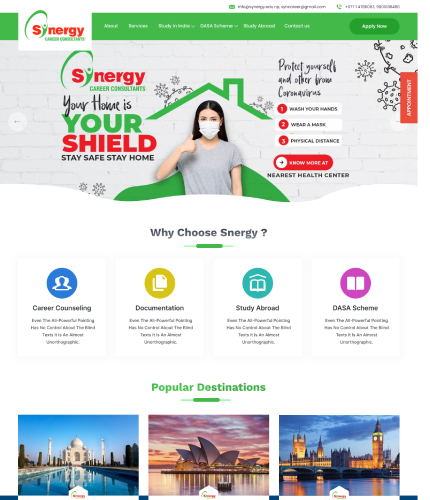 info@synergy.edu.np, synrcareer@gmail.com
Synergy
CAREER CONSULTANTS
About Services Study in India DASA Scheme Study Abroad Contact us
Apply Now
Synergy
CAREER CONSULTANTS
Your Home is
YOUR
SHIELD
STAY SAFE STAY HOME
Protect yourself
and other from
Coronavirus
1 WASH YOUR HANDS
2 WEAR A MASK
3 PHYSICAL DISTANCE
KNOW MORE AT
NEAREST HEALTH CENTER
APPOINTMENT
Why Choose Snergy ?
Career Counseling
Even The All-Powerful Pointing
Has No Control About The Blind
Texts It Is An Almost
Unorthographic.
Documentation
Even The All-Powerful Pointing
Has No Control About The Blind
Texts It Is An Almost
Unorthographic.
Study Abroad
Even The All-Powerful Pointing
Has No Control About The Blind
Texts It Is An Almost
Unorthographic.
DASA Scheme
Even The All-Powerful Pointing
Has No Control About The Blind
Texts It Is An Almost
Unorthographic.
Popular Destinations